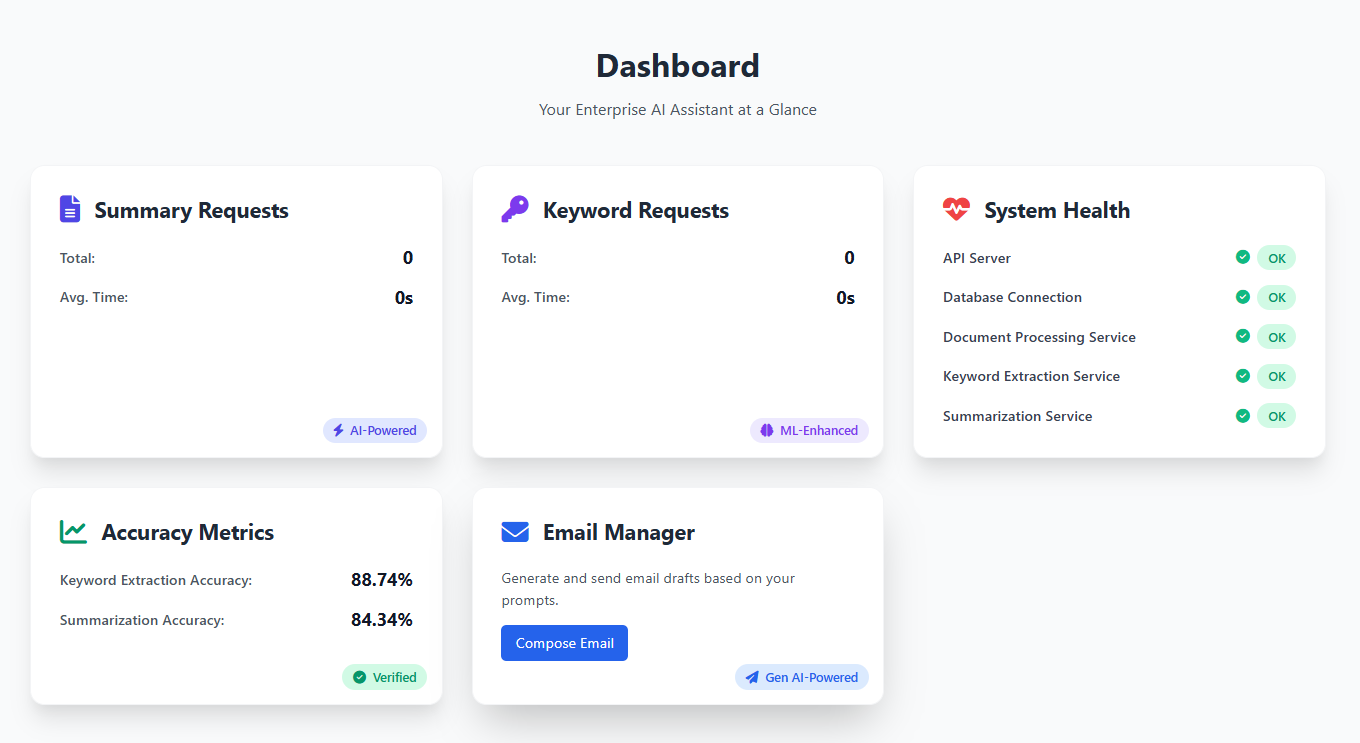 Dashboard
Your Enterprise AI Assistant at a Glance
Summary Requests
Total: 0
Avg. Time: 0s
AI-Powered
Keyword Requests
Total: 0
Avg. Time: 0s
ML-Enhanced
System Health
API Server OK
Database Connection OK
Document Processing Service OK
Keyword Extraction Service OK
Summarization Service OK
Accuracy Metrics
Keyword Extraction Accuracy: 88.74%
Summarization Accuracy: 84.34%
Verified
Email Manager
Generate and send email drafts based on your
prompts.
Compose Email
Gen AI-Powered